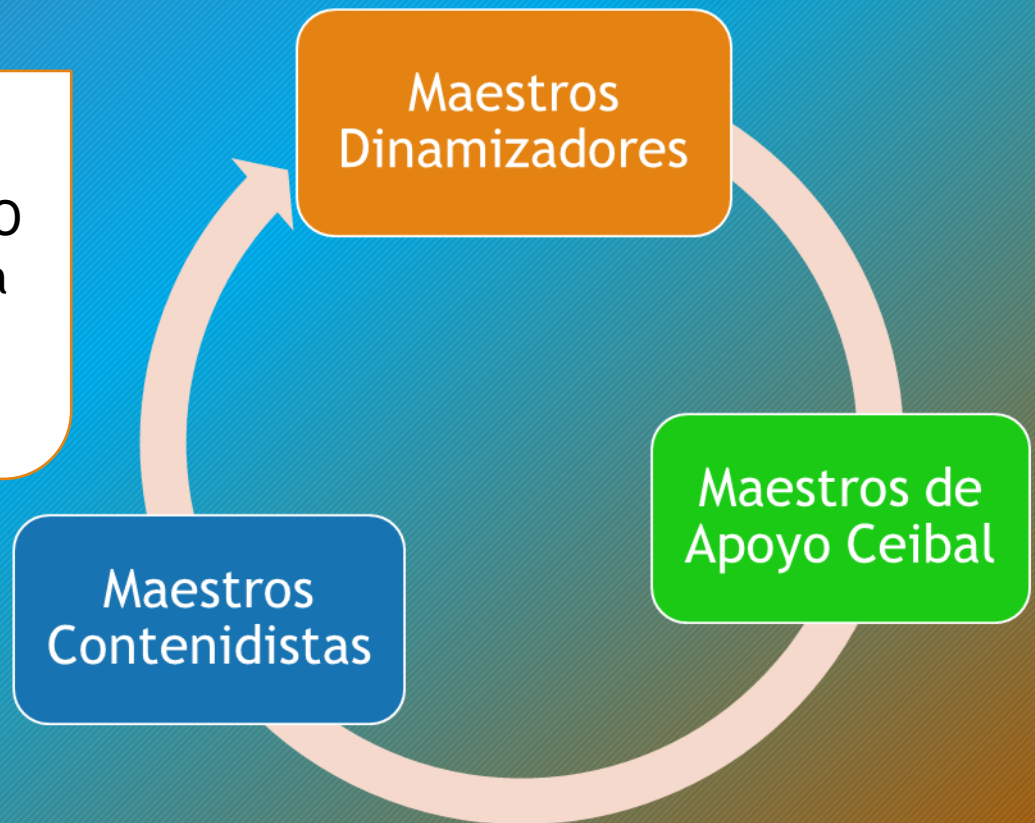 Maestros
Dinamizadores
Maestros de
Apoyo Ceibal
Maestros
Contenidistas